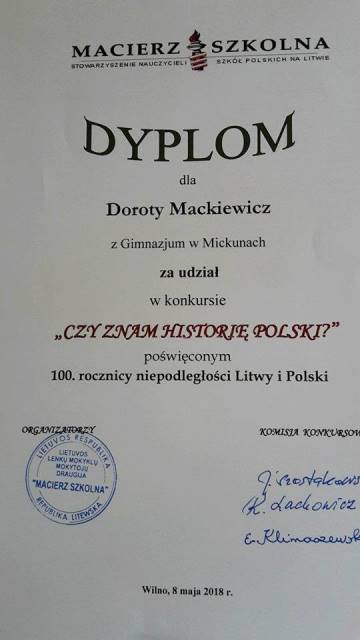 MACIERZ SZKOLNA
STOWARZYSZENIE NAUCZYCIELI SZKÓŁ POLSKICH NA LITWIE
DYPLOM
dla
Doroty Mackiewicz
z Gimnazjum w Mickunach
za udział
w konkursie
„CZY ZNAM HISTORIĘ POLSKI?”
poświęconym
100. rocznicy niepodległości Litwy i Polski
ORGANIZATORZY
KOMISJA KONKURSOW
LIETUVOS RESPUBLIKA
LIETUVOS
LENKŲ MOKYKLŲ
MOKYTOJŲ
DRAUGIJA
"MACIERZ SZKOLNA"
REPUBLIKA LITEWSKA
E. Klimaszewsk
Wilno, 8 maja 2018 r.